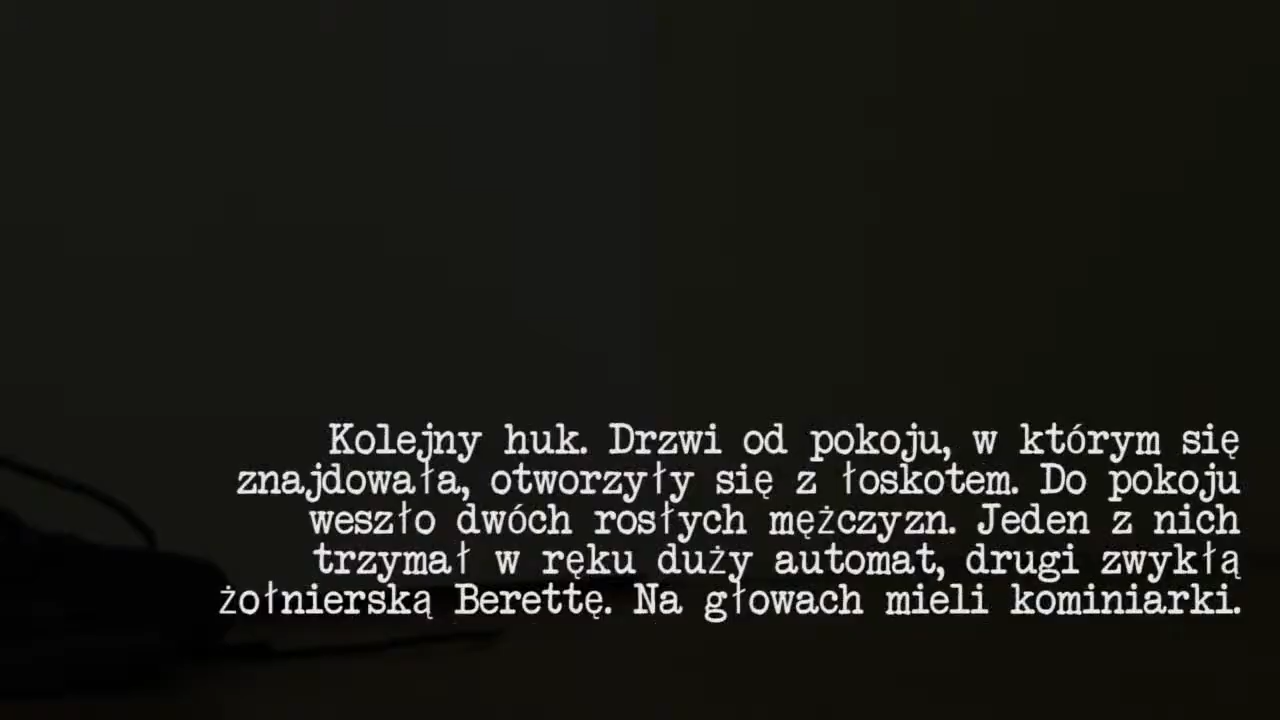 Kolejny huk. Drzwi od pokoju, w którym się
znajdowała, otworzyły się z łoskotem. Do pokoju
weszło dwóch rosłych mężczyzn. Jeden z nich
trzymał w ręku duży automat, drugi zwykłą
żołnierską Berettę. Na głowach mieli kominiarki.